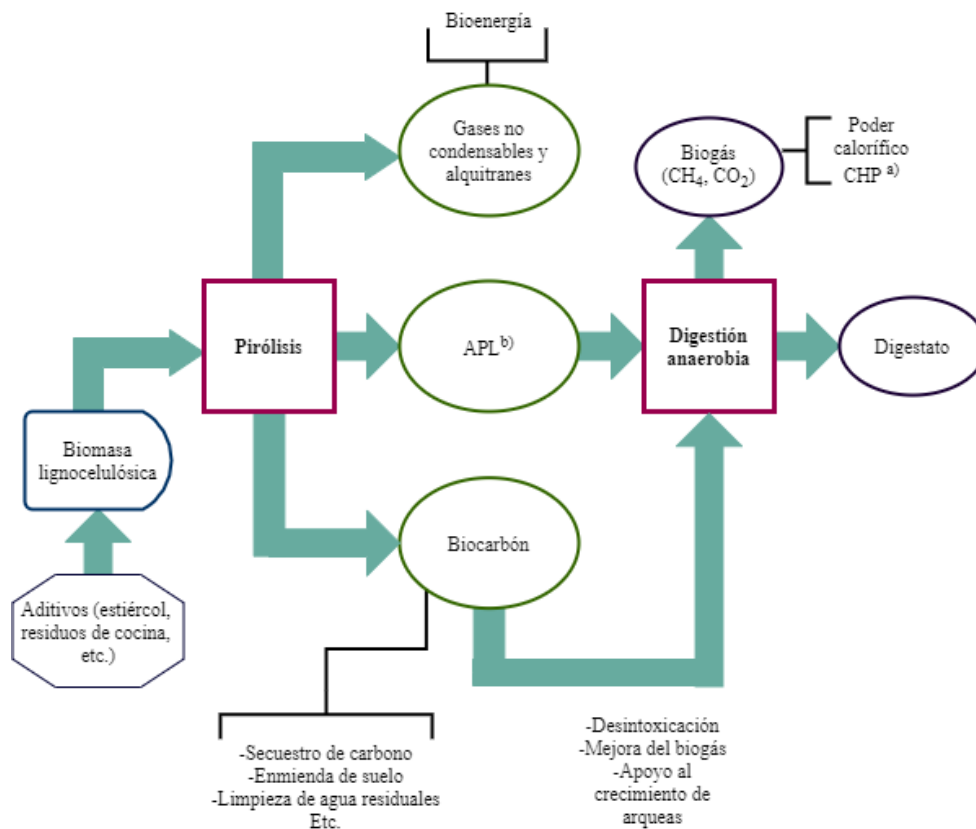 Bioenergía
Gases no
condensables y
alquitranes
Biogás
(CH4, CO2)
Poder
calorífico
CHP a)
Pirólisis
APL b)
Digestión
anaerobia
Digestato
Biomasa
lignocelulósica
Biocarbón
Aditivos (estiércol,
residuos de cocina,
etc.)
-Secuestro de carbono
-Enmienda de suelo
-Limpieza de agua residuales
Etc.
-Desintoxicación
-Mejora del biogás
-Apoyo al
crecimiento de
arqueas